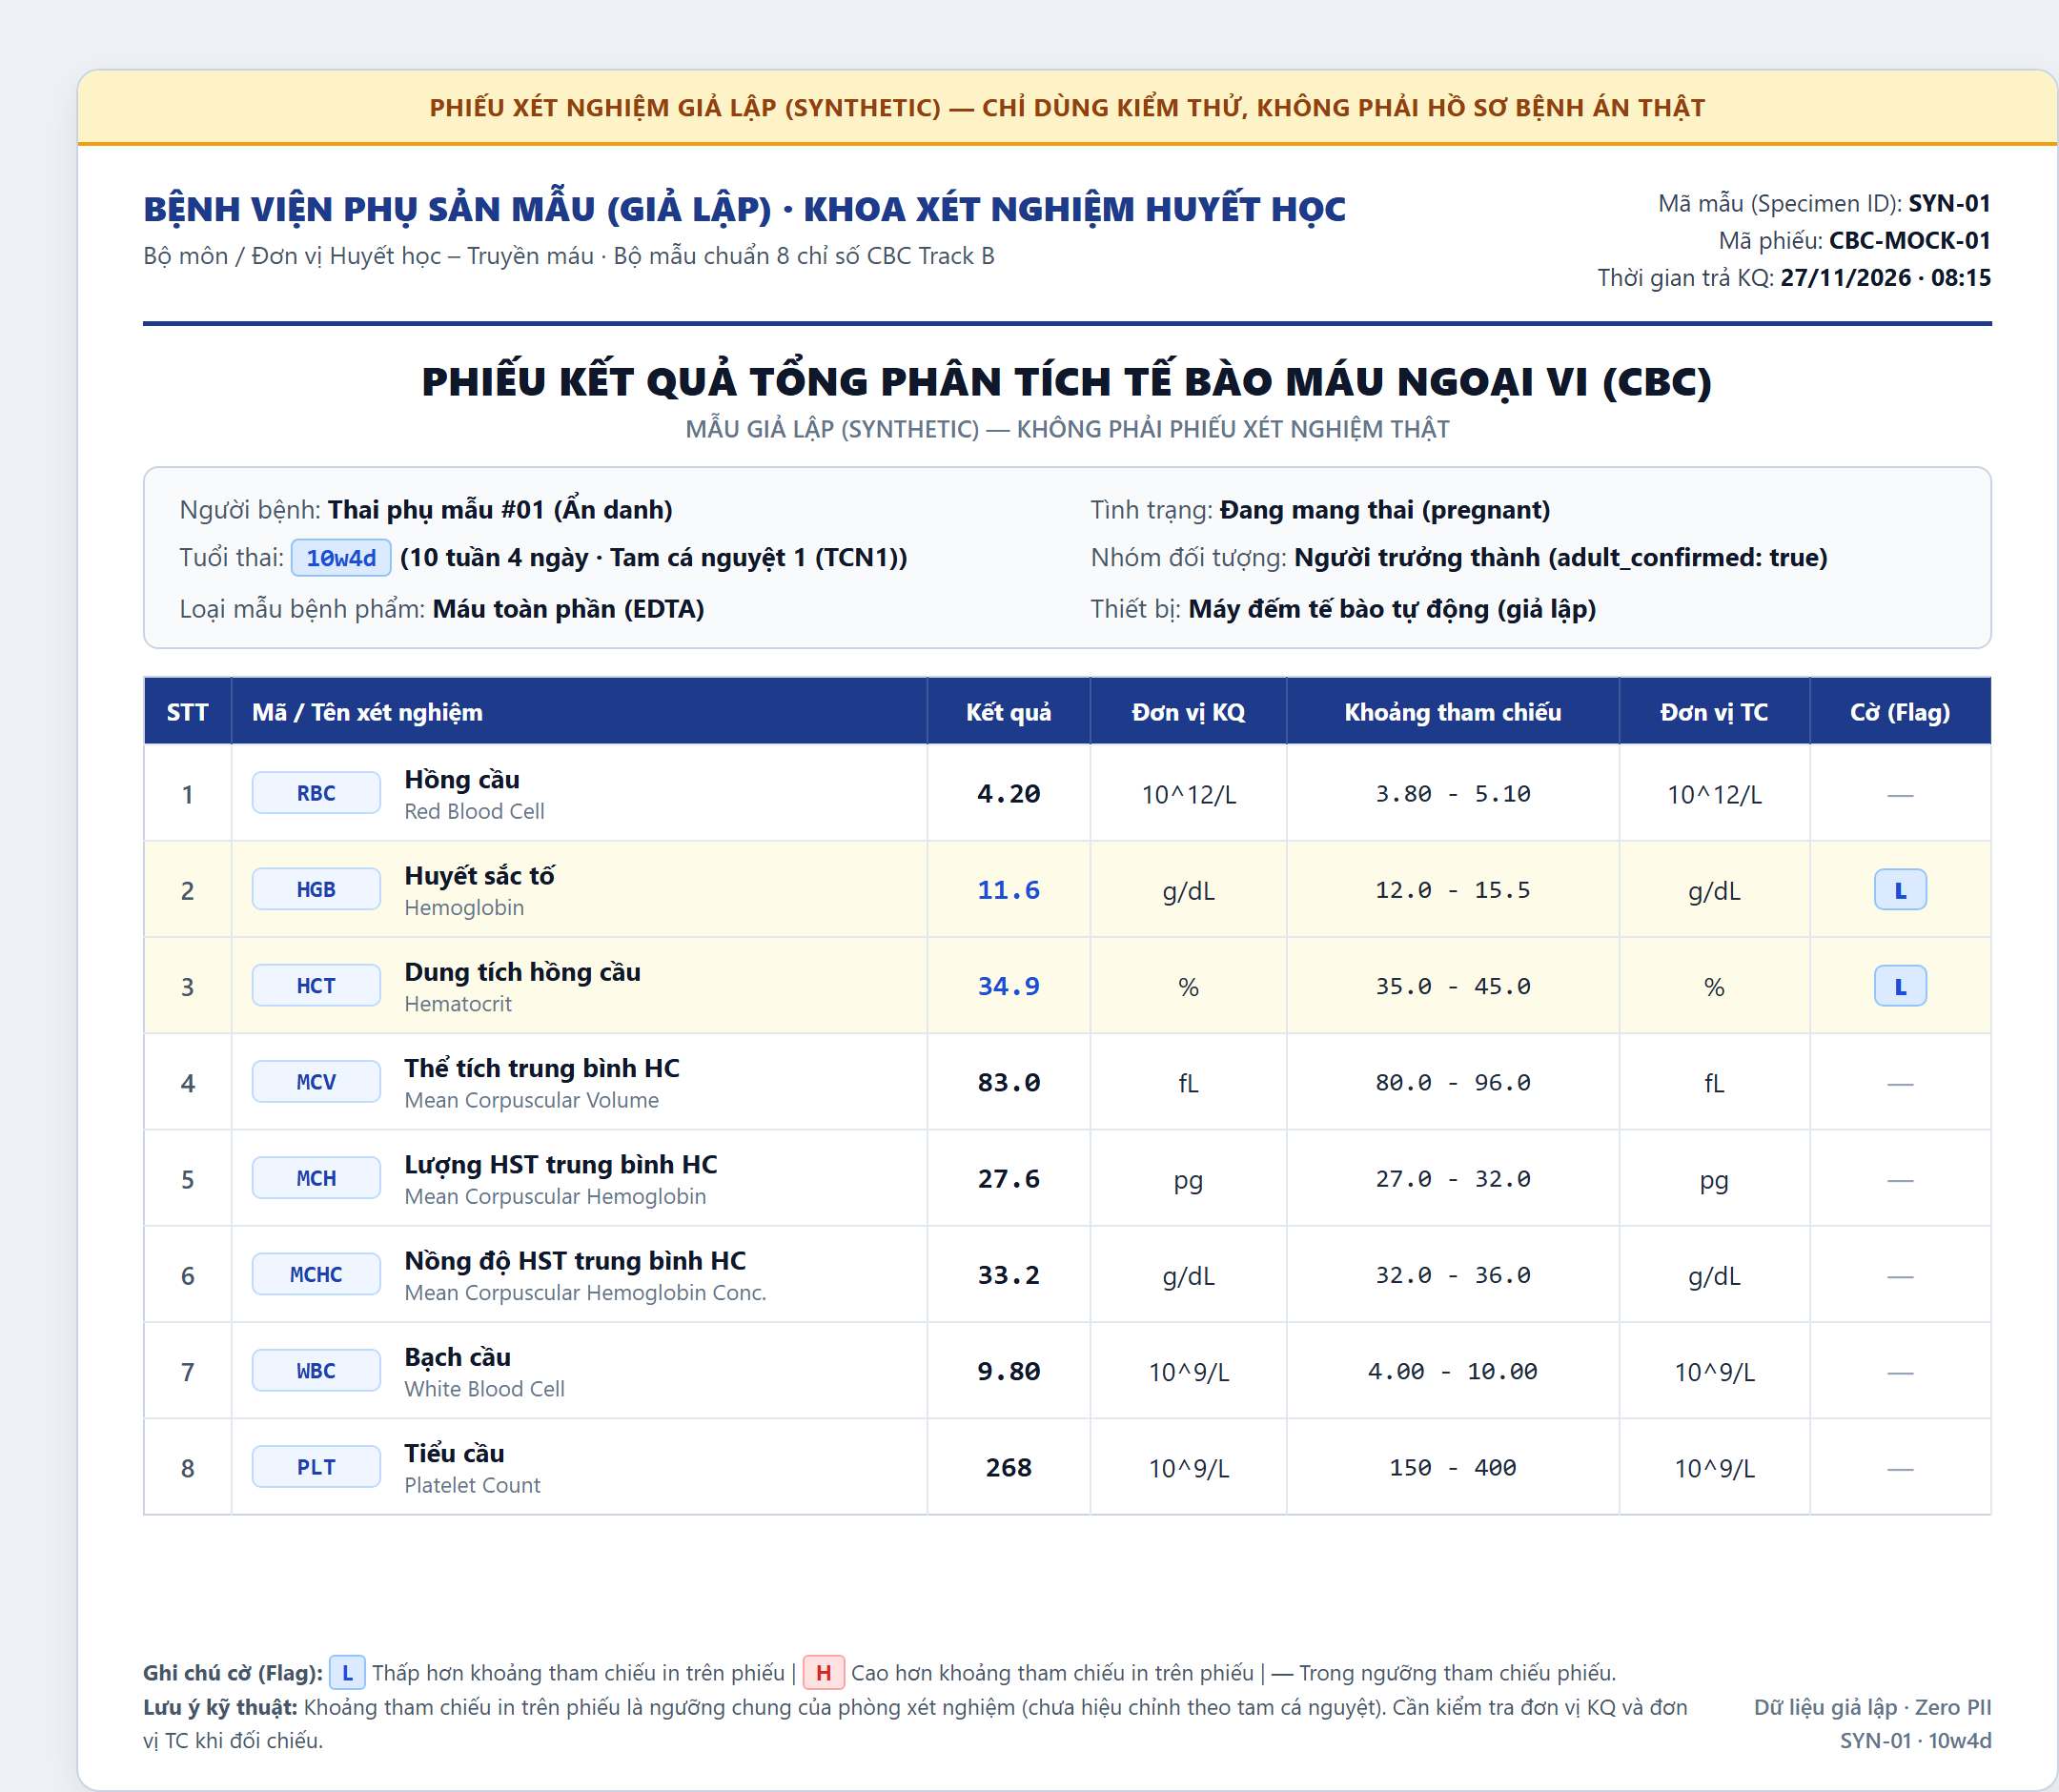 PHIẾU XÉT NGHIỆM GIẢ LẬP (SYNTHETIC) — CHỈ DÙNG KIỂM THỬ, KHÔNG PHẢI HỒ SƠ BỆNH ÁN THẬT
BỆNH VIỆN PHỤ SẢN MẪU (GIẢ LẬP) · KHOA XÉT NGHIỆM HUYẾT HỌC
Bộ môn / Đơn vị Huyết học – Truyền máu · Bộ mẫu chuẩn 8 chỉ số CBC Track B
Mã mẫu (Specimen ID): SYN-01
Mã phiếu: CBC-MOCK-01
Thời gian trả KQ: 27/11/2026 · 08:15
PHIẾU KẾT QUẢ TỔNG PHÂN TÍCH TẾ BÀO MÁU NGOẠI VI (CBC)
MẪU GIẢ LẬP (SYNTHETIC) — KHÔNG PHẢI PHIẾU XÉT NGHIỆM THẬT
Người bệnh: Thai phụ mẫu #01 (Ẩn danh)
Tình trạng: Đang mang thai (pregnant)
Tuổi thai: 10w4d (10 tuần 4 ngày · Tam cá nguyệt 1 (TCN1))
Nhóm đối tượng: Người trưởng thành (adult_confirmed: true)
Loại mẫu bệnh phẩm: Máu toàn phần (EDTA)
Thiết bị: Máy đếm tế bào tự động (giả lập)
STT Mã / Tên xét nghiệm Kết quả Đơn vị KQ Khoảng tham chiếu Đơn vị TC Cờ (Flag)
1 RBC Hồng cầu 4.20 10^12/L 3.80 - 5.10 10^12/L —
Red Blood Cell
2 HGB Huyết sắc tố 11.6 g/dL 12.0 - 15.5 g/dL L
Hemoglobin
3 HCT Dung tích hồng cầu 34.9 % 35.0 - 45.0 % L
Hematocrit
4 MCV Thể tích trung bình HC 83.0 fL 80.0 - 96.0 fL —
Mean Corpuscular Volume
5 MCH Lượng HST trung bình HC 27.6 pg 27.0 - 32.0 pg —
Mean Corpuscular Hemoglobin
6 MCHC Nồng độ HST trung bình HC 33.2 g/dL 32.0 - 36.0 g/dL —
Mean Corpuscular Hemoglobin Conc.
7 WBC Bạch cầu 9.80 10^9/L 4.00 - 10.00 10^9/L —
White Blood Cell
8 PLT Tiểu cầu 268 10^9/L 150 - 400 10^9/L —
Platelet Count
Ghi chú cờ (Flag): L Thấp hơn khoảng tham chiếu in trên phiếu | H Cao hơn khoảng tham chiếu in trên phiếu | — Trong ngưỡng tham chiếu phiếu.
Lưu ý kỹ thuật: Khoảng tham chiếu in trên phiếu là ngưỡng chung của phòng xét nghiệm (chưa hiệu chỉnh theo tam cá nguyệt). Cần kiểm tra đơn vị KQ và đơn
vị TC khi đối chiếu.
Dữ liệu giả lập · Zero PII
SYN-01 · 10w4d